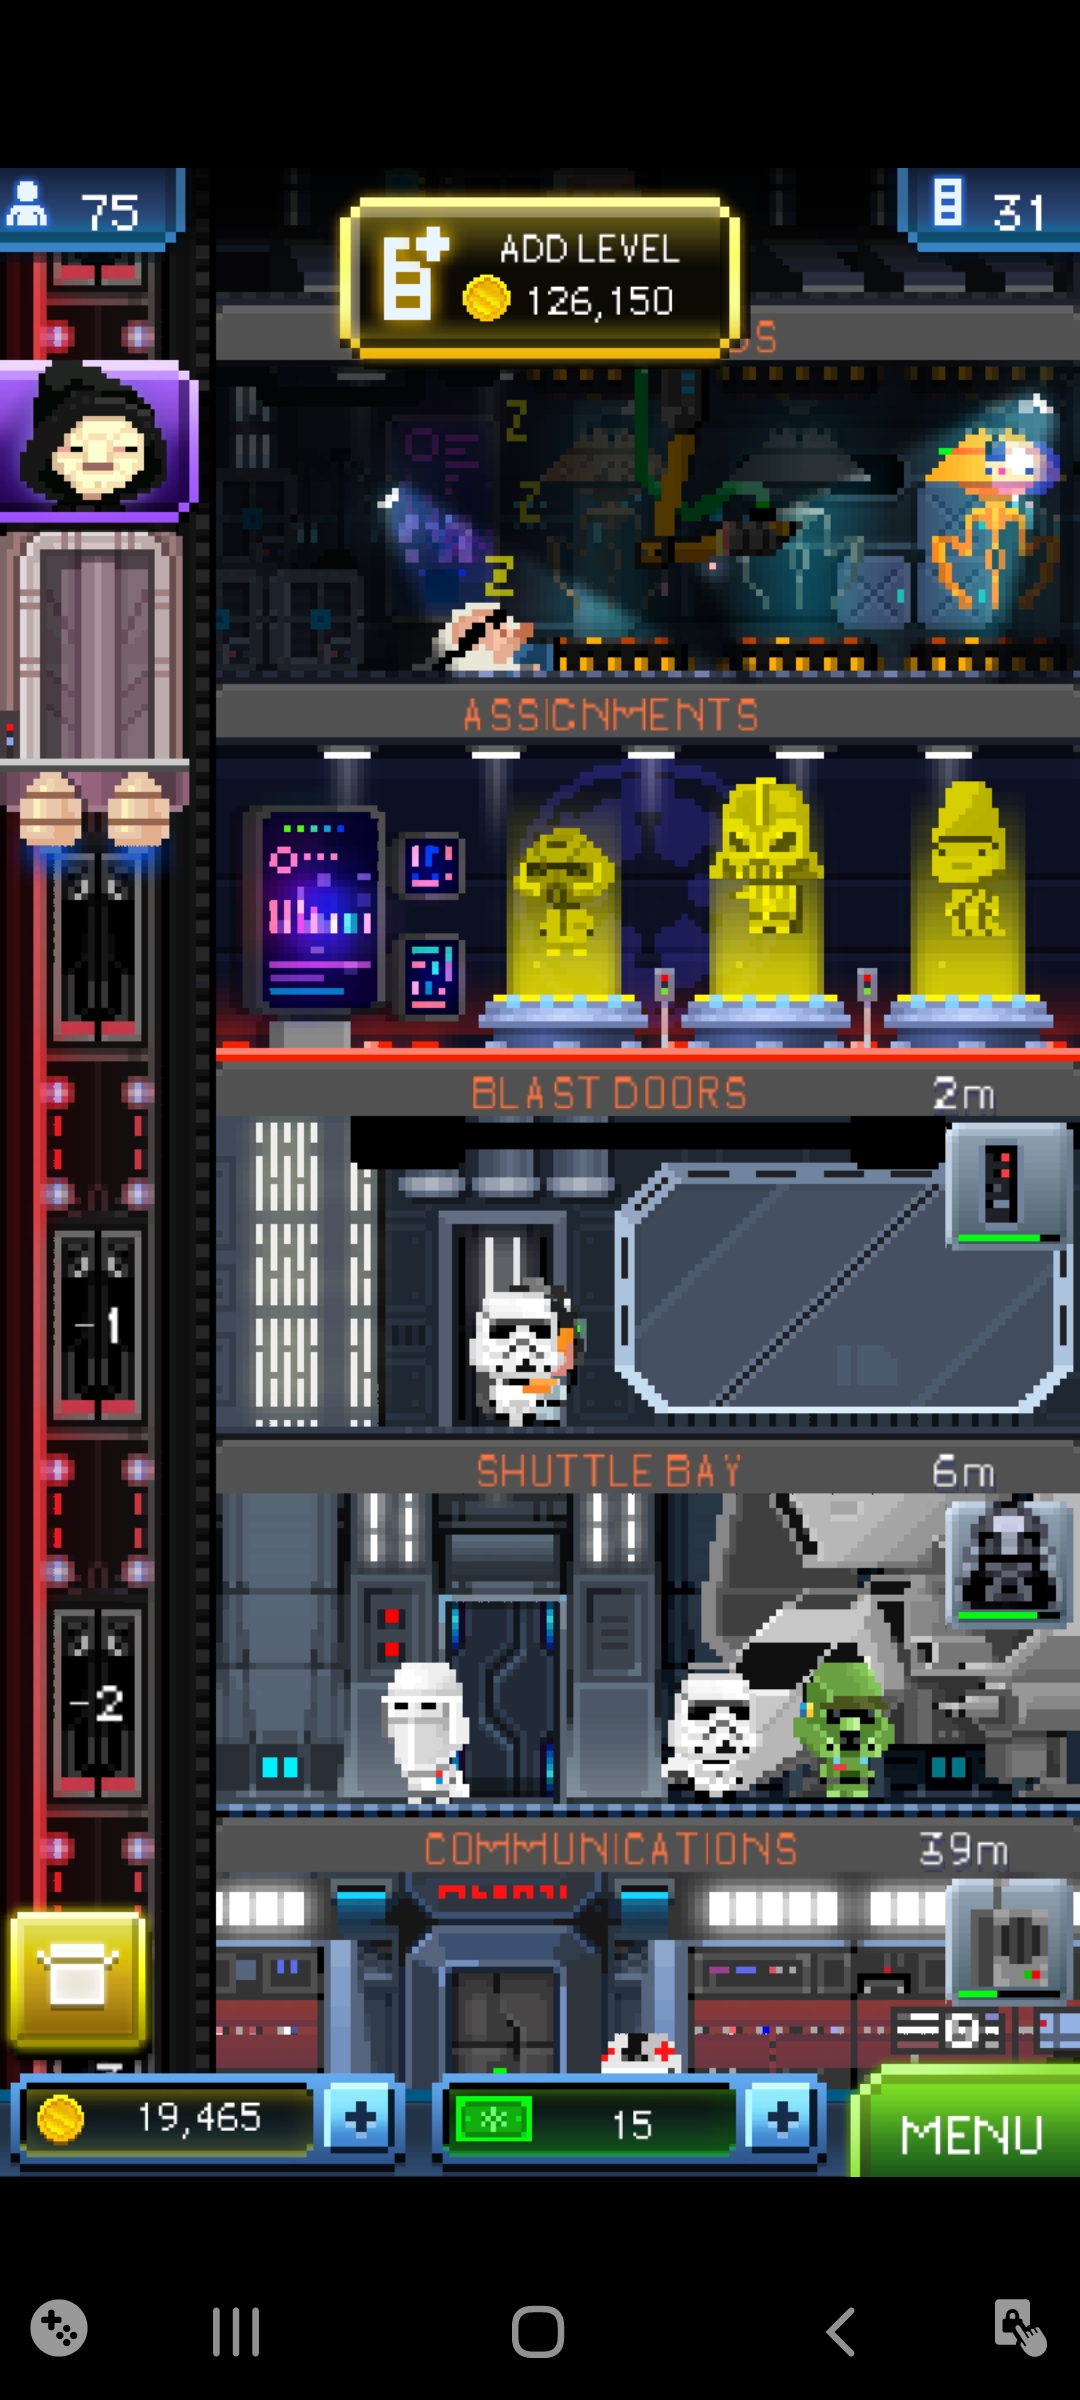 75
ADD LEVEL
126,150
31
DS
Z
Z
Z
ASSIGNMENTS
BLAST DOORS 2m
-1
SHUTTLE BAY 6m
-2
COMMUNICATIONS 39m
19,465
15
MENU